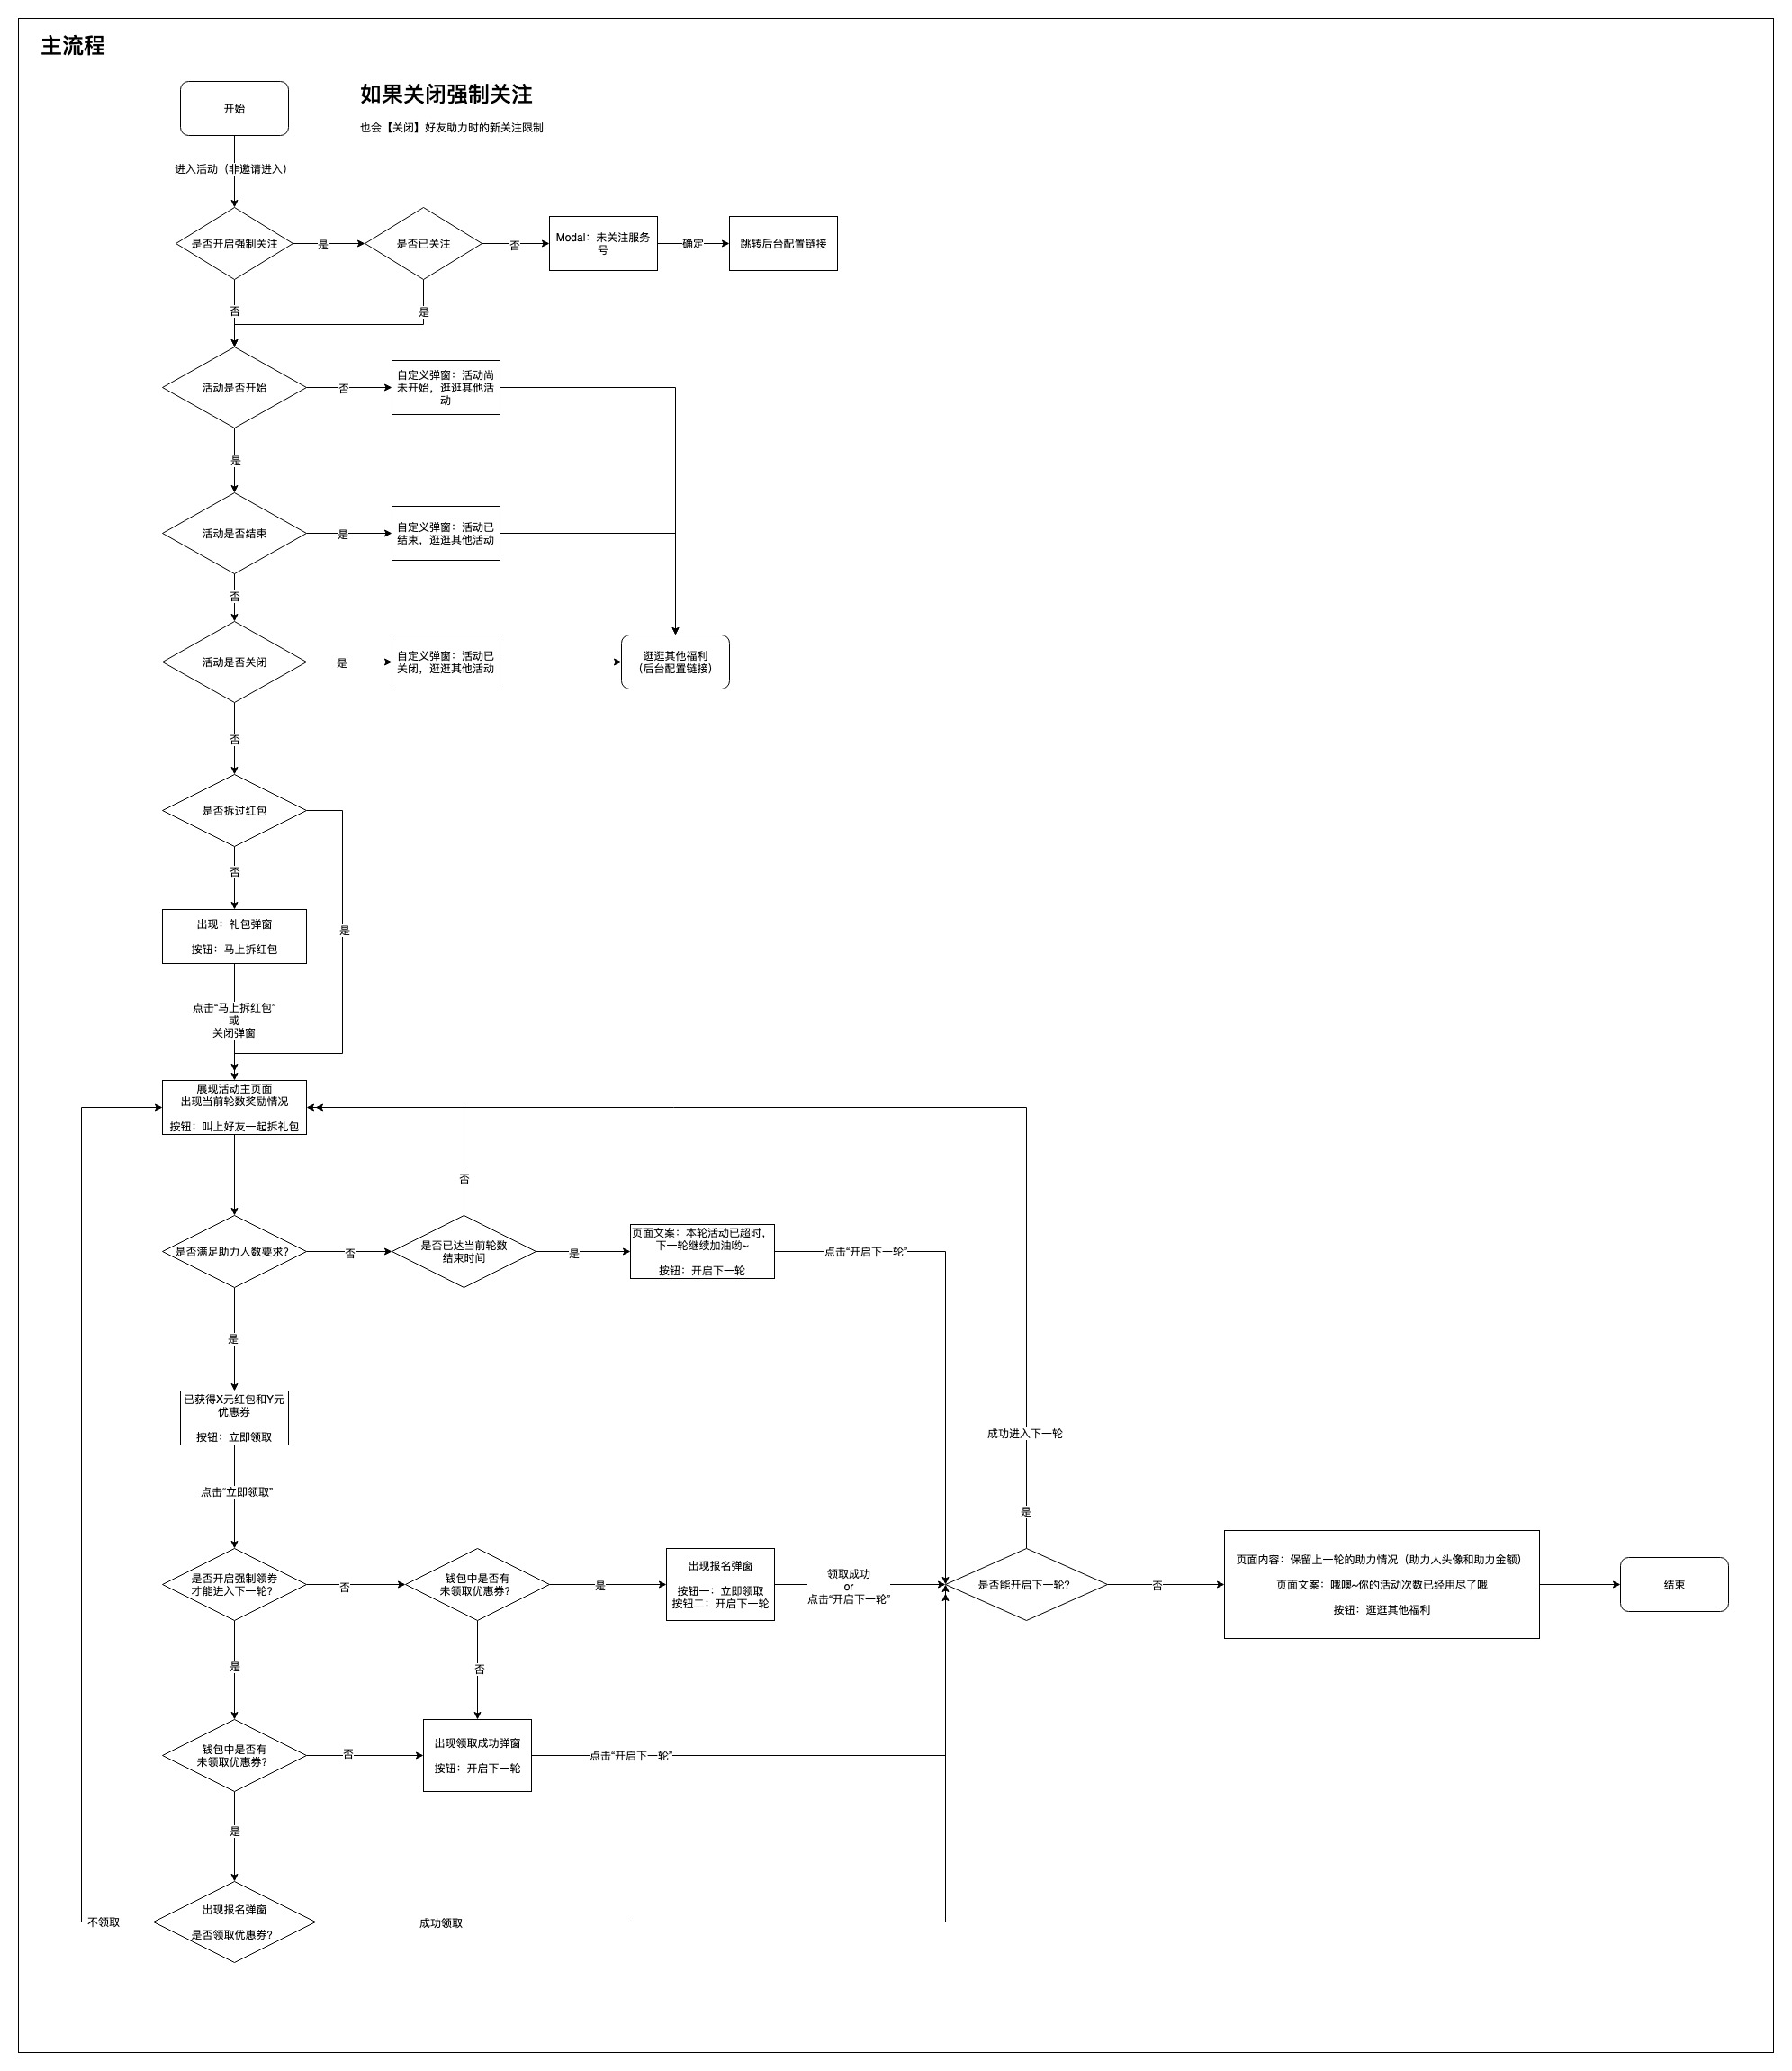 主流程
开始
如果关闭强制关注
也会【关闭】好友助力时的新关注限制
进入活动（非邀请进入）
是否开启强制关注
是
是否已关注
否
Modal：未关注服务
号
确定
跳转后台配置链接
否
是
活动是否开始
否
自定义弹窗：活动尚
未开始，逛逛其他活
动
是
活动是否结束
是
自定义弹窗：活动已
结束，逛逛其他活动
否
活动是否关闭
是
自定义弹窗：活动已
关闭，逛逛其他活动
逛逛其他福利
（后台配置链接）
否
是否拆过红包
否
出现：礼包弹窗
按钮：马上拆红包
是
点击“马上拆红包”
或
关闭弹窗
展现活动主页面
出现当前轮数奖励情况
按钮：叫上好友一起拆礼包
否
是否满足助力人数要求？
否
是否已达当前轮数
结束时间
是
页面文案：本轮活动已超时，
下一轮继续加油哟~
按钮：开启下一轮
点击“开启下一轮”
是
已获得X元红包和Y元
优惠券
按钮：立即领取
成功进入下一轮
点击“立即领取”
是
是否开启强制领券
才能进入下一轮？
否
钱包中是否有
未领取优惠券？
是
出现报名弹窗
按钮一：立即领取
按钮二：开启下一轮
领取成功
or
点击“开启下一轮”
是否能开启下一轮？
否
页面内容：保留上一轮的助力情况（助力人头像和助力金额）
页面文案：哦噢~你的活动次数已经用尽了哦
按钮：逛逛其他福利
结束
是
否
钱包中是否有
未领取优惠券？
否
出现领取成功弹窗
按钮：开启下一轮
点击“开启下一轮”
是
出现报名弹窗
是否领取优惠券？
不领取
成功领取